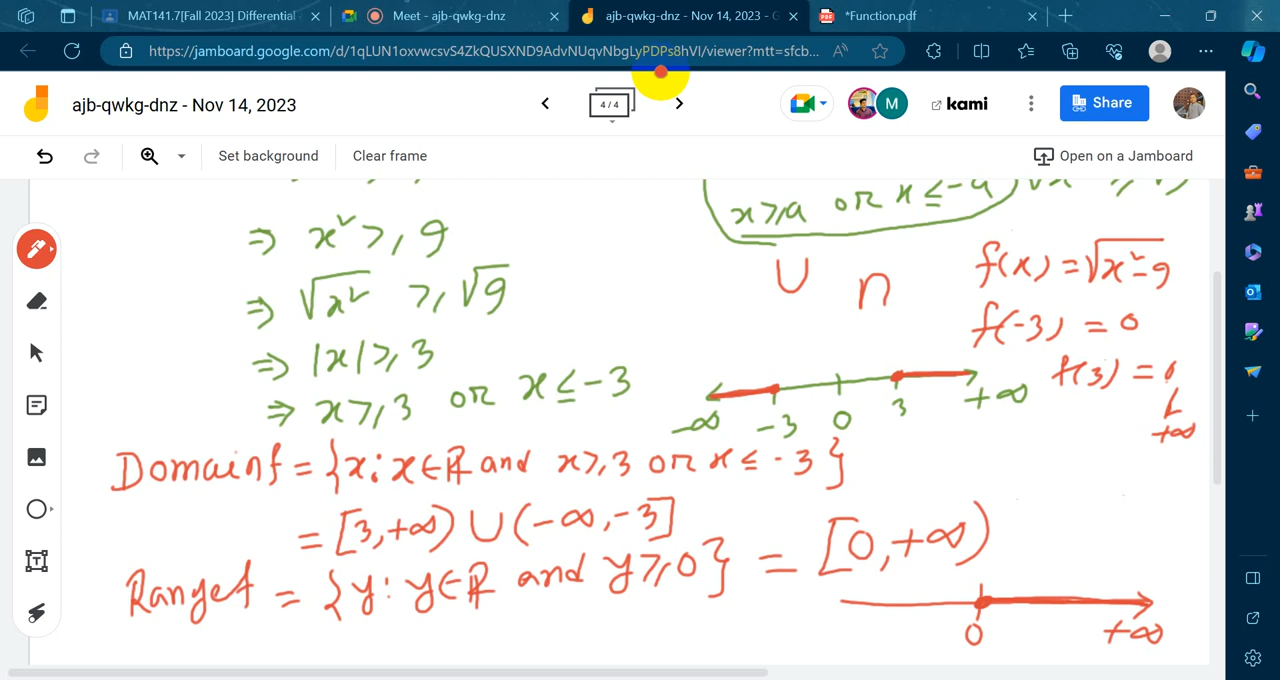 MAT141.7[Fall 2023] Differential
Meet - ajb-qwkg-dnz
ajb-qwkg-dnz - Nov 14, 2023 - G
*Function.pdf
https://jamboard.google.com/d/1qLUN1oxvwcsvS4ZkQUSXND9AdvNUqvNbgLyPDPs8hVI/viewer?mtt=sfcb...
ajb-qwkg-dnz - Nov 14, 2023
4 / 4
M
kami
Share
Set background
Clear frame
Open on a Jamboard
x≥a or x≤-a
⇒ x² ≥ 9
∪ ∩
f(x) = √x²-9
⇒ √x² ≥ √9
f(-3) = 0
⇒ |x| ≥ 3
f(3) = 0
+∞
⇒ x≥3 or x≤-3
-∞ -3 0 3 +∞
Domainf = {x: x∈ℝ and x≥3 or x≤-3}
= [3,+∞) ∪ (-∞,-3]
Rangef = {y: y∈ℝ and y≥0} = [0,+∞)
0 +∞